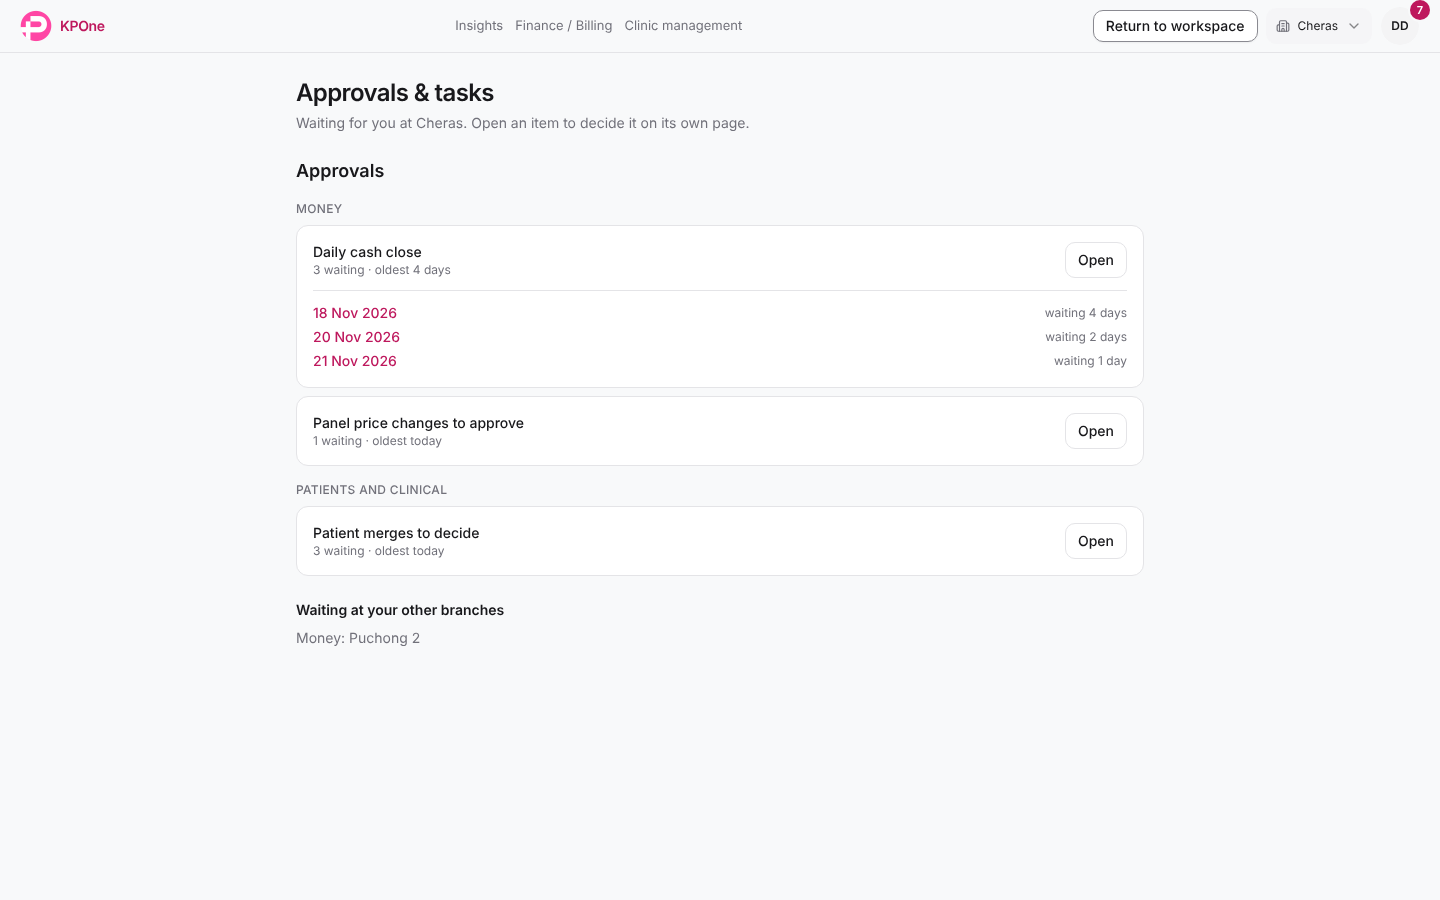 KPOne
Insights Finance / Billing Clinic management
Return to workspace
Cheras
DD
7
Approvals & tasks
Waiting for you at Cheras. Open an item to decide it on its own page.
Approvals
MONEY
Daily cash close
3 waiting · oldest 4 days
Open
18 Nov 2026 waiting 4 days
20 Nov 2026 waiting 2 days
21 Nov 2026 waiting 1 day
Panel price changes to approve
1 waiting · oldest today
Open
PATIENTS AND CLINICAL
Patient merges to decide
3 waiting · oldest today
Open
Waiting at your other branches
Money: Puchong 2